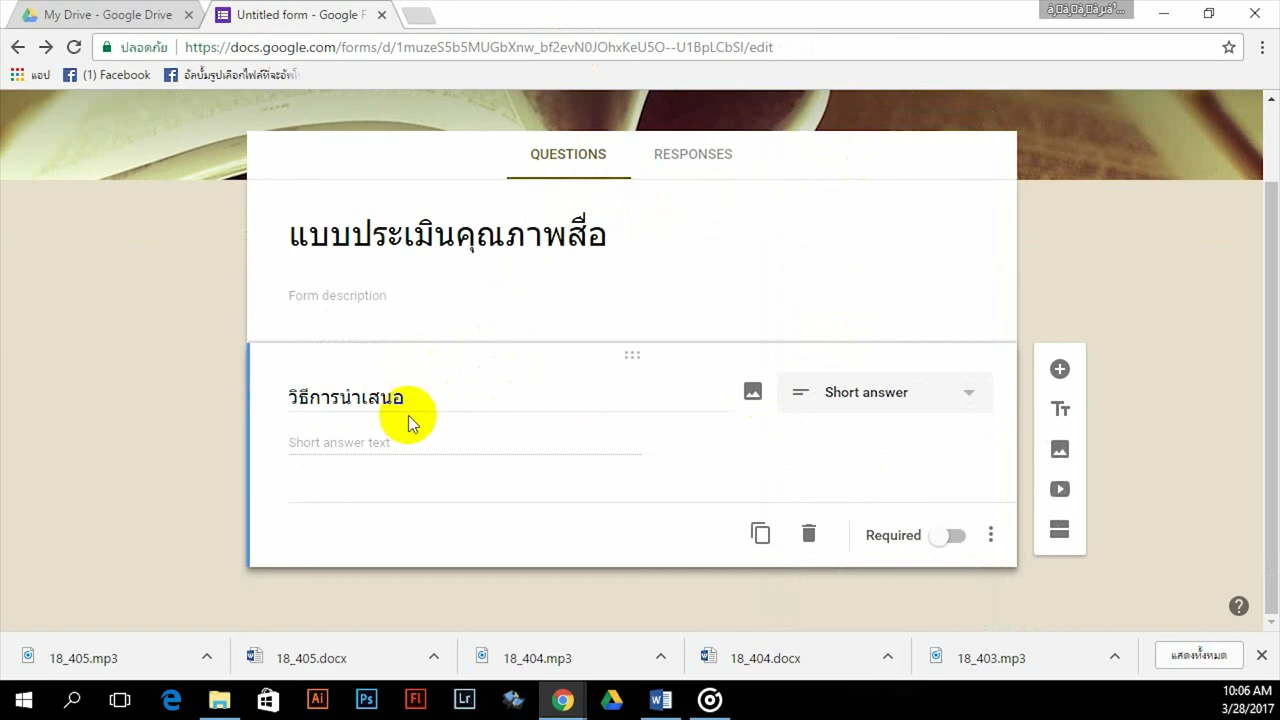 My Drive - Google Drive
Untitled form - Google F
ปลอดภัย
https://docs.google.com/forms/d/1muzeS5b5MUGbXnw_bf2evN0JOhxKeU5O--U1BpLCbSI/edit
แอป
(1) Facebook
QUESTIONS
RESPONSES
แบบประเมินคุณภาพสื่อ
Form description
วิธีการนำเสนอ
Short answer
Short answer text
Required
18_405.mp3
18_405.docx
18_404.mp3
18_404.docx
18_403.mp3
แสดงทั้งหมด
Ai
Ps
Fl
Lr
10:06 AM
3/28/2017